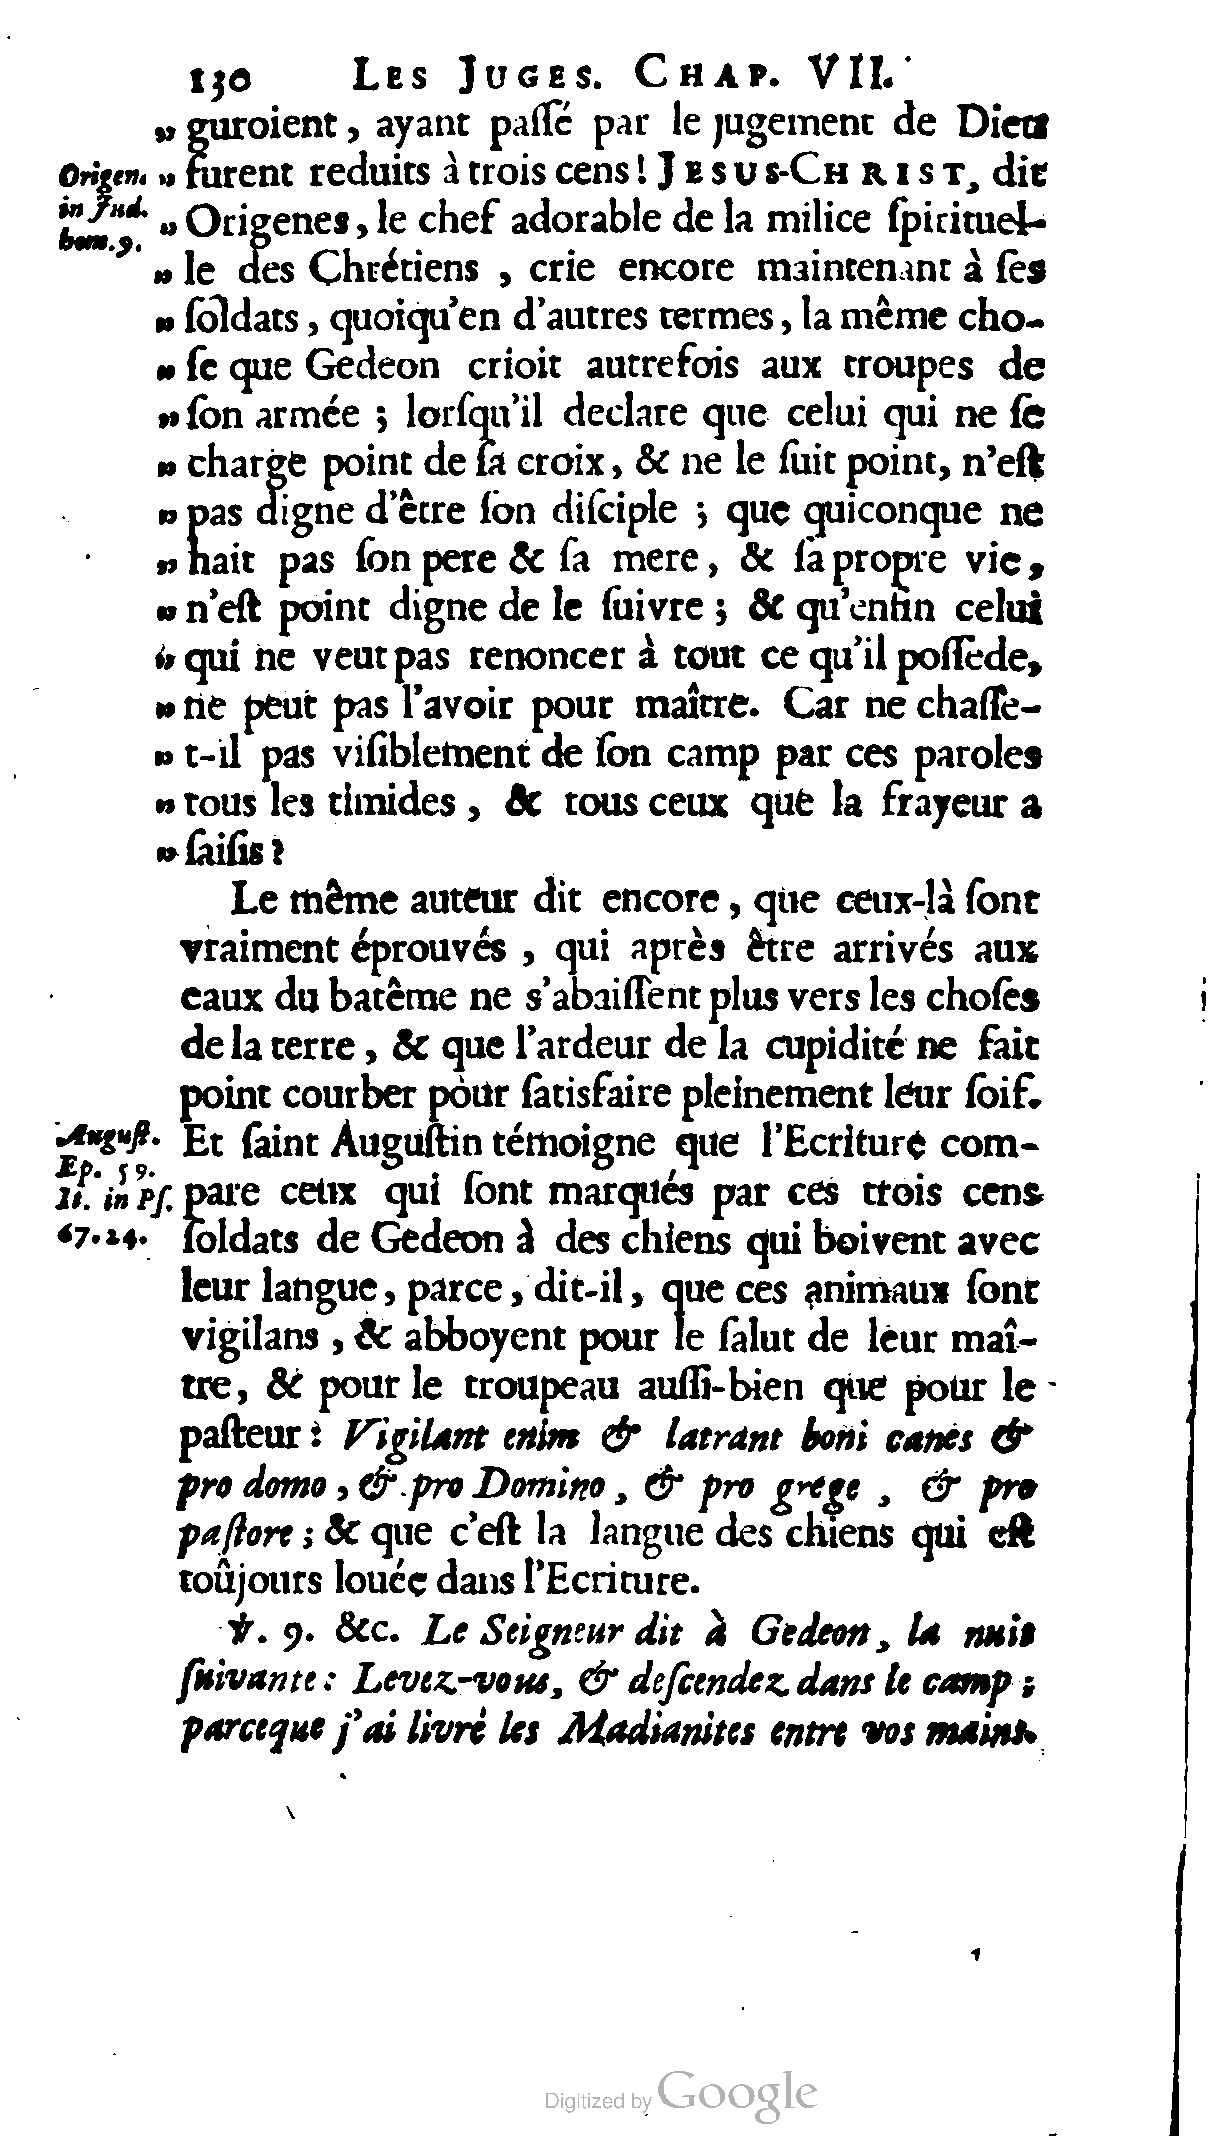 130 LES JUGES. CHAP. VII.
„ guroient, ayant paſſé par le jugement de Dieu
Origen. „ furent reduits à trois cens! JESUS-CHRIST, dit
in Jud. „ Origenes, le chef adorable de la milice ſpirituel-
hom. 9.
„ le des Chrétiens, crie encore maintenant à ſes
„ ſoldats, quoiqu'en d'autres termes, la même cho-
„ ſe que Gedeon crioit autrefois aux troupes de
„ ſon armée; lorſqu'il declare que celui qui ne ſe
„ charge point de ſa croix, & ne le ſuit point, n'eſt
„ pas digne d'être ſon diſciple; que quiconque ne
„ hait pas ſon pere & ſa mere, & ſa propre vie,
„ n'eſt point digne de le ſuivre; & qu'enfin celui
„ qui ne veut pas renoncer à tout ce qu'il poſſede,
„ ne peut pas l'avoir pour maître. Car ne chaſſe-
„ t-il pas viſiblement de ſon camp par ces paroles
„ tous les timides, & tous ceux que la frayeur a
„ ſaiſis?
Le même auteur dit encore, que ceux-là ſont
vraiment éprouvés, qui après être arrivés aux
eaux du batême ne s'abaiſſent plus vers les choſes
de la terre, & que l'ardeur de la cupidité ne fait
point courber pour ſatisfaire pleinement leur ſoif.
Auguſt. Et ſaint Auguſtin témoigne que l'Ecriture com-
Ep. 59.
It. in Pſ. pare ceux qui ſont marqués par ces trois cens
67.24. ſoldats de Gedeon à des chiens qui boivent avec
leur langue, parce, dit-il, que ces animaux ſont
vigilans, & abboyent pour le ſalut de leur maî-
tre, & pour le troupeau auſſi-bien que pour le
paſteur: Vigilant enim & latrant boni canes &
pro domo, & pro Domino, & pro grege, & pro
paſtore; & que c'eſt la langue des chiens qui eſt
toûjours louée dans l'Ecriture.
℣. 9. &c. Le Seigneur dit à Gedeon, la nuit
ſuivante: Levez-vous, & deſcendez dans le camp;
parceque j'ai livré les Madianites entre vos mains.
Digitized by Google